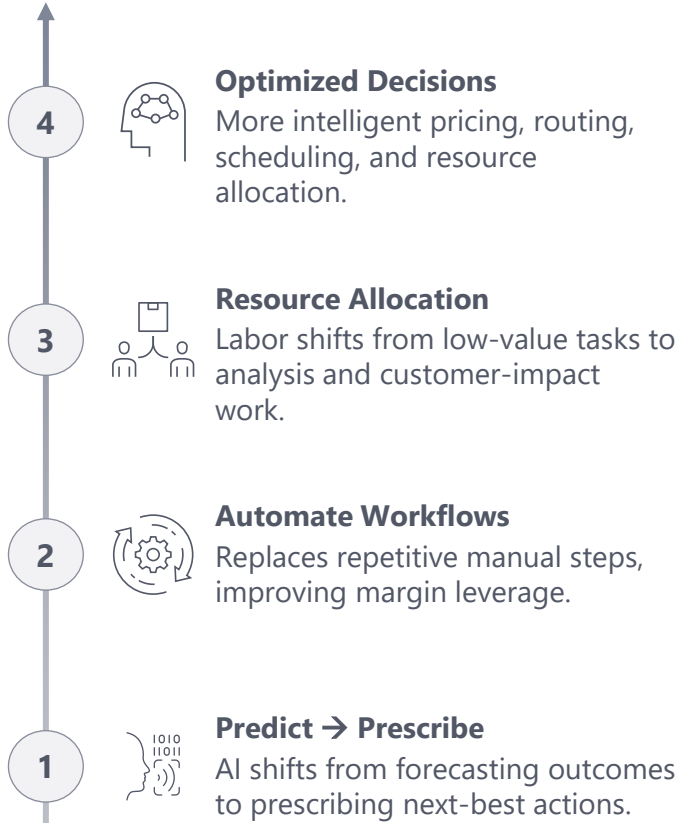 4
Optimized Decisions
More intelligent pricing, routing,
scheduling, and resource
allocation.
3
Resource Allocation
Labor shifts from low-value tasks to
analysis and customer-impact
work.
2
Automate Workflows
Replaces repetitive manual steps,
improving margin leverage.
1
1010
11011
Predict → Prescribe
AI shifts from forecasting outcomes
to prescribing next-best actions.